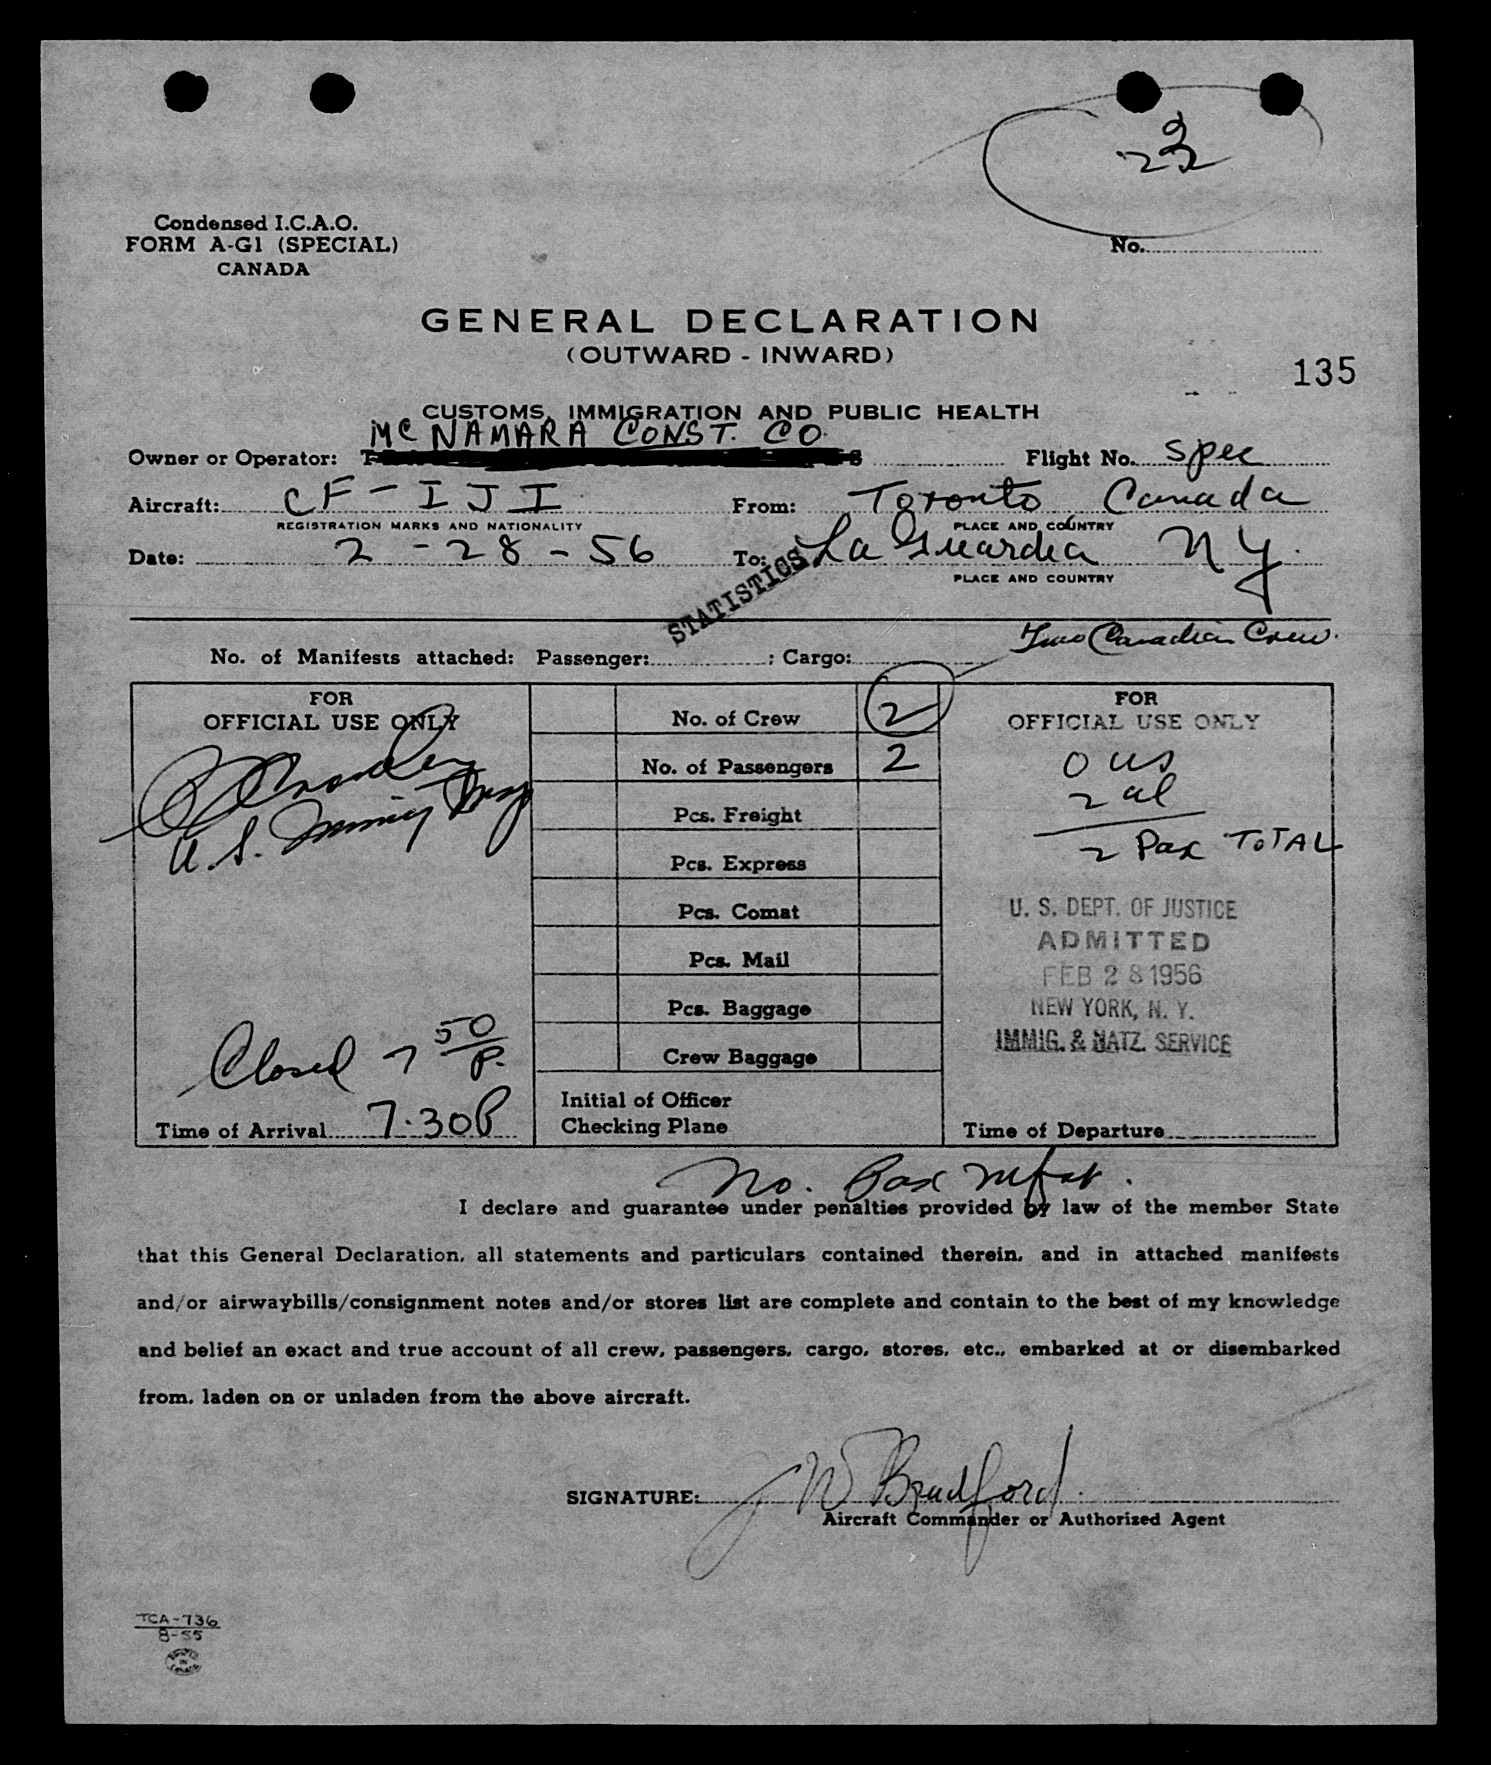 22
Condensed I.C.A.O.
FORM A-G1 (SPECIAL)
CANADA
No.
GENERAL DECLARATION
(OUTWARD - INWARD)
135
CUSTOMS, IMMIGRATION AND PUBLIC HEALTH
Mc NAMARA CONST. CO.
Owner or Operator: Flight No. Spec
Aircraft: CF-IJI From: Toronto, Canada
REGISTRATION MARKS AND NATIONALITY PLACE AND COUNTRY
Date: 2-28-56 To: La Guardia NY.
PLACE AND COUNTRY
STATISTICS
Two Canadian Crew.
No. of Manifests attached: Passenger: ; Cargo:
FOR
OFFICIAL USE ONLY
U. S. Immig
Closed 7 50/P.
Time of Arrival 7.30P
No. of Crew 2
No. of Passengers 2
Pcs. Freight
Pcs. Express
Pcs. Comat
Pcs. Mail
Pcs. Baggage
Crew Baggage
Initial of Officer
Checking Plane
FOR
OFFICIAL USE ONLY
0 US
2 al
2 Pax TOTAL
U. S. DEPT. OF JUSTICE
ADMITTED
FEB 28 1956
NEW YORK, N. Y.
IMMIG. & NATZ. SERVICE
Time of Departure
No. Pax Mfst.
I declare and guarantee under penalties provided by law of the member State
that this General Declaration, all statements and particulars contained therein, and in attached manifests
and/or airwaybills/consignment notes and/or stores list are complete and contain to the best of my knowledge
and belief an exact and true account of all crew, passengers, cargo, stores, etc., embarked at or disembarked
from, laden on or unladen from the above aircraft.
SIGNATURE: J W Bradford
Aircraft Commander or Authorized Agent
TCA-736
8-55